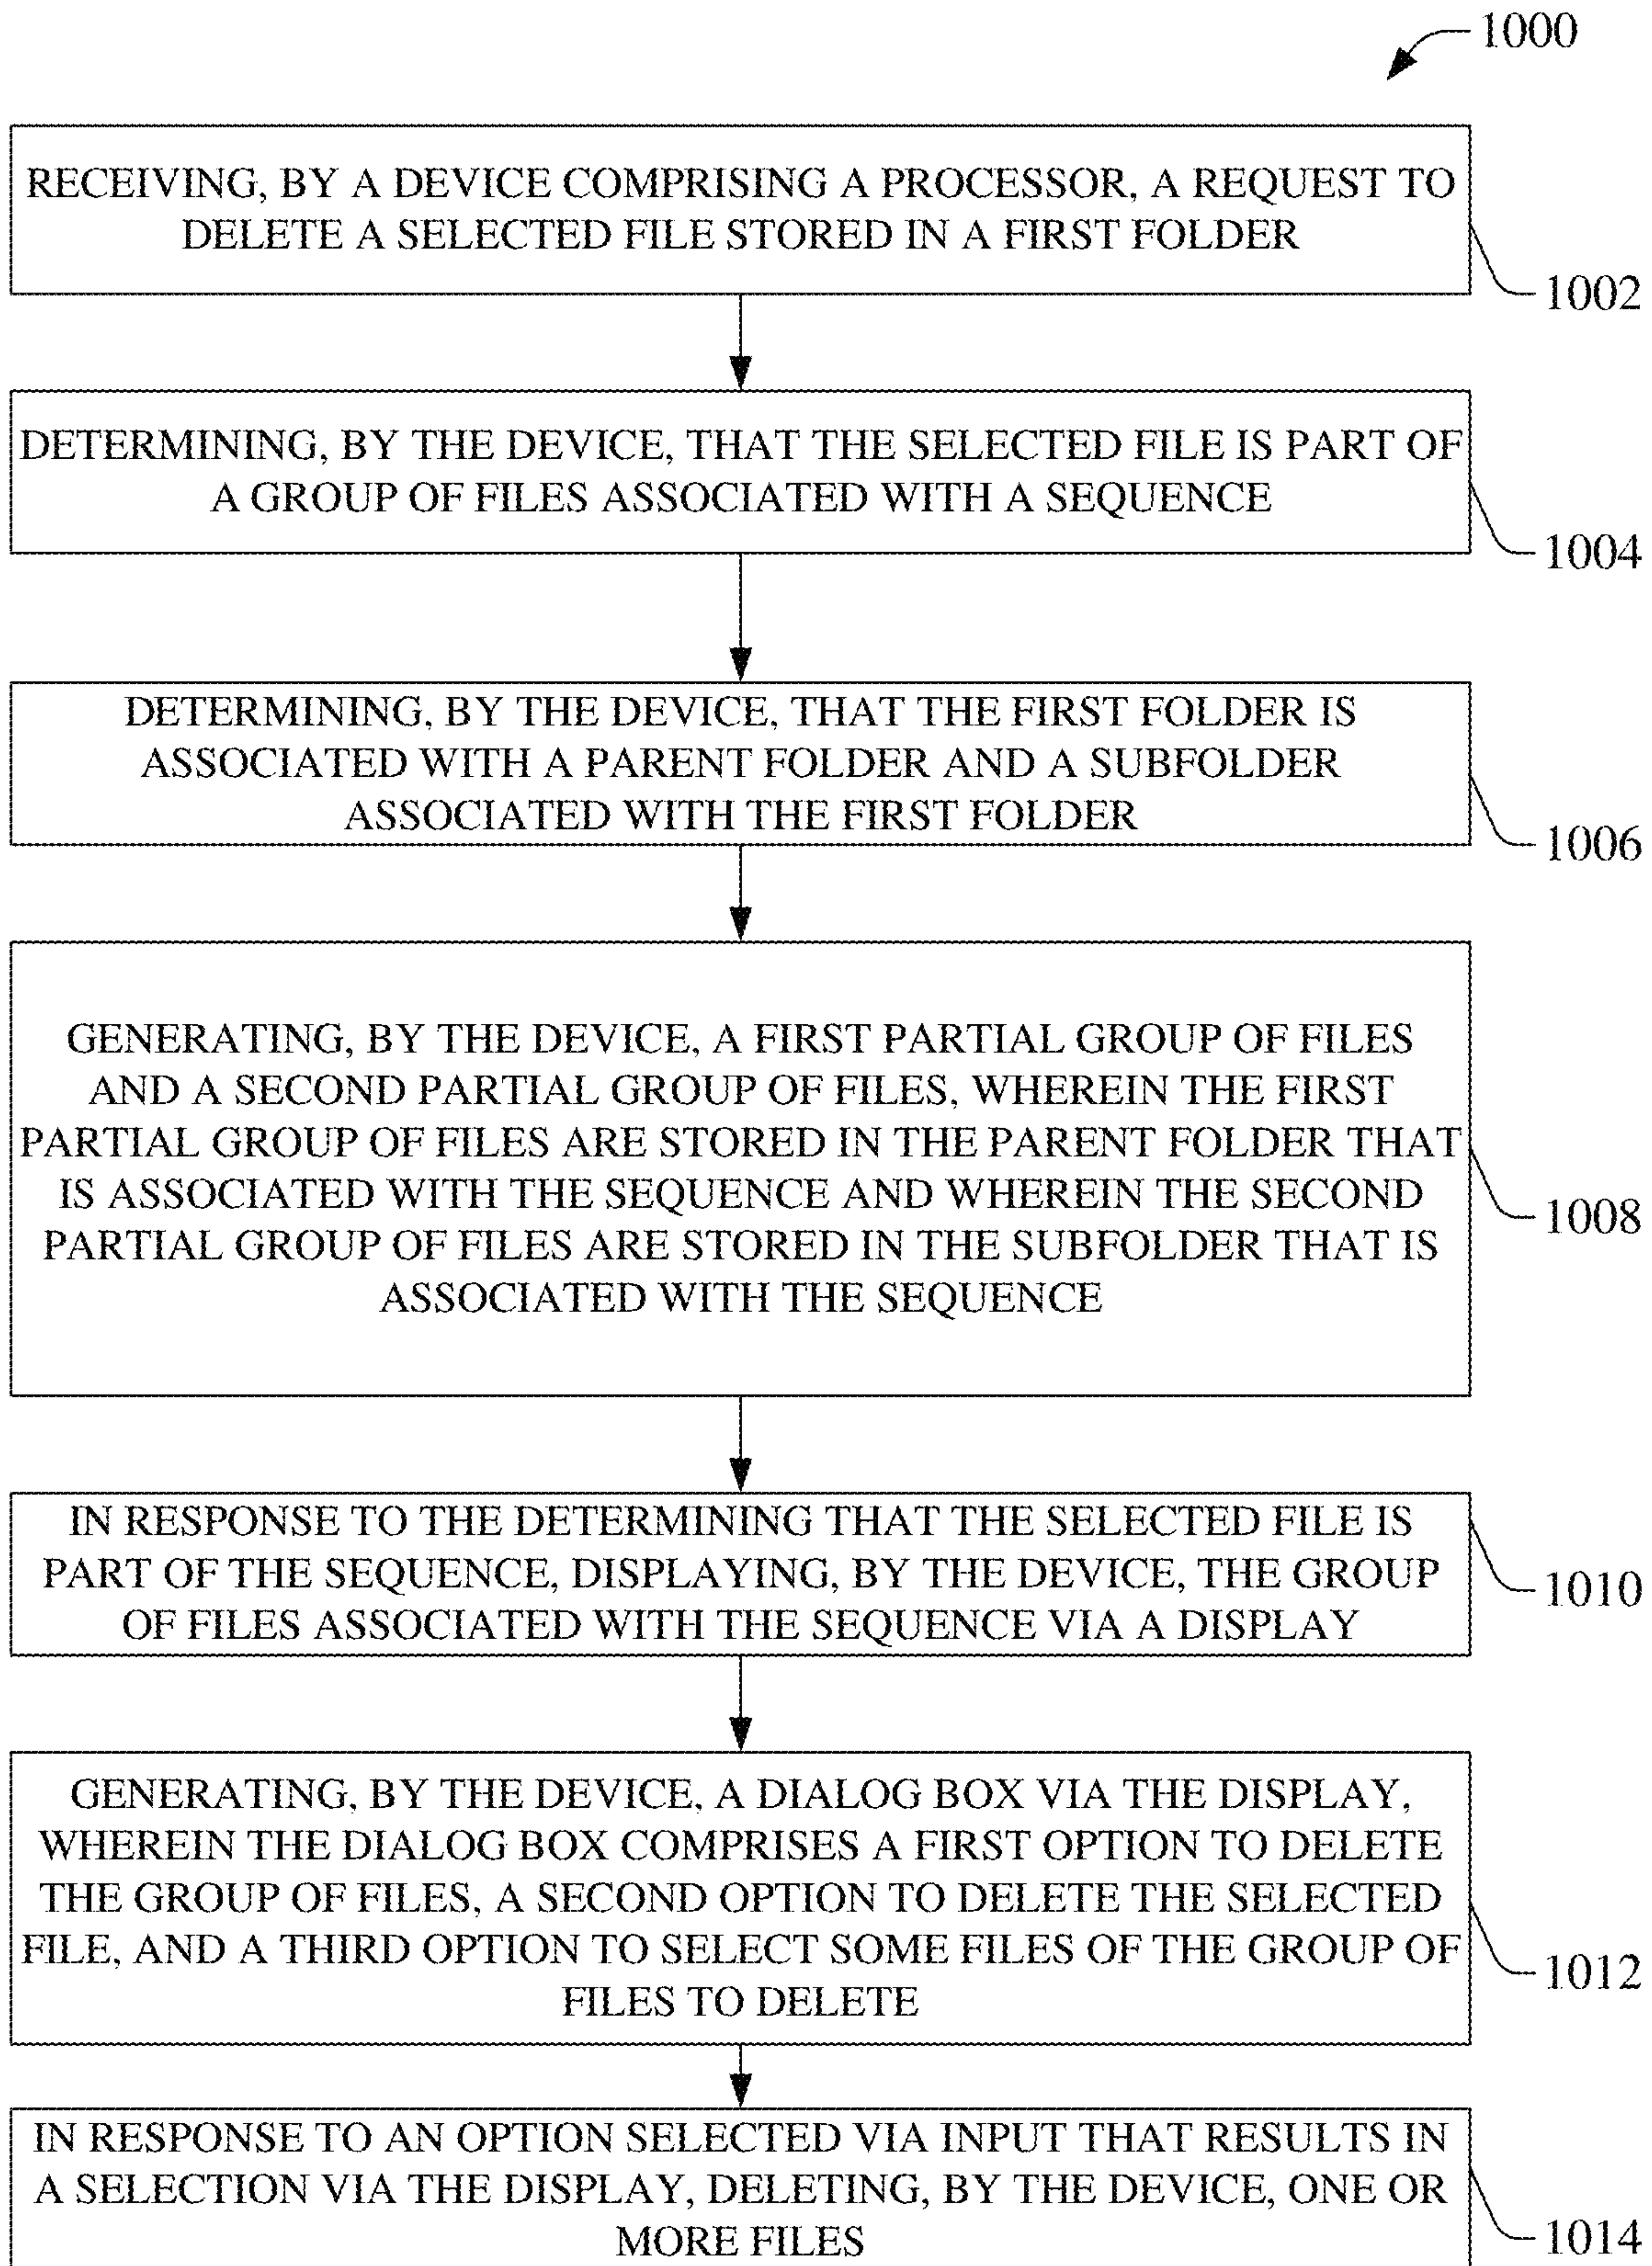 1000
RECEIVING, BY A DEVICE COMPRISING A PROCESSOR, A REQUEST TO
DELETE A SELECTED FILE STORED IN A FIRST FOLDER
1002
DETERMINING, BY THE DEVICE, THAT THE SELECTED FILE IS PART OF
A GROUP OF FILES ASSOCIATED WITH A SEQUENCE
1004
DETERMINING, BY THE DEVICE, THAT THE FIRST FOLDER IS
ASSOCIATED WITH A PARENT FOLDER AND A SUBFOLDER
ASSOCIATED WITH THE FIRST FOLDER
1006
GENERATING, BY THE DEVICE, A FIRST PARTIAL GROUP OF FILES
AND A SECOND PARTIAL GROUP OF FILES, WHEREIN THE FIRST
PARTIAL GROUP OF FILES ARE STORED IN THE PARENT FOLDER THAT
IS ASSOCIATED WITH THE SEQUENCE AND WHEREIN THE SECOND
PARTIAL GROUP OF FILES ARE STORED IN THE SUBFOLDER THAT IS
ASSOCIATED WITH THE SEQUENCE
1008
IN RESPONSE TO THE DETERMINING THAT THE SELECTED FILE IS
PART OF THE SEQUENCE, DISPLAYING, BY THE DEVICE, THE GROUP
OF FILES ASSOCIATED WITH THE SEQUENCE VIA A DISPLAY
1010
GENERATING, BY THE DEVICE, A DIALOG BOX VIA THE DISPLAY,
WHEREIN THE DIALOG BOX COMPRISES A FIRST OPTION TO DELETE
THE GROUP OF FILES, A SECOND OPTION TO DELETE THE SELECTED
FILE, AND A THIRD OPTION TO SELECT SOME FILES OF THE GROUP OF
FILES TO DELETE
1012
IN RESPONSE TO AN OPTION SELECTED VIA INPUT THAT RESULTS IN
A SELECTION VIA THE DISPLAY, DELETING, BY THE DEVICE, ONE OR
MORE FILES
1014